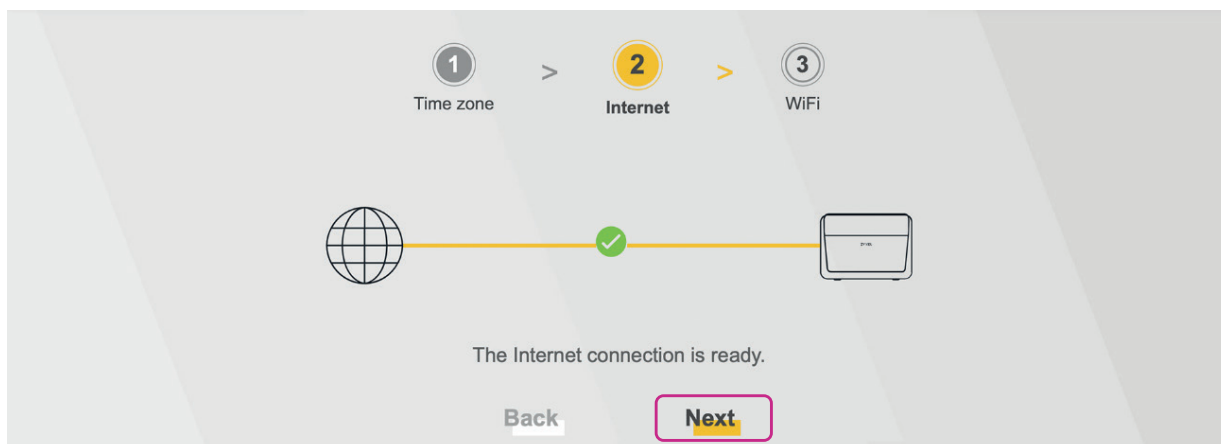 1 > 2 > 3
Time zone Internet WiFi
The Internet connection is ready.
Back Next